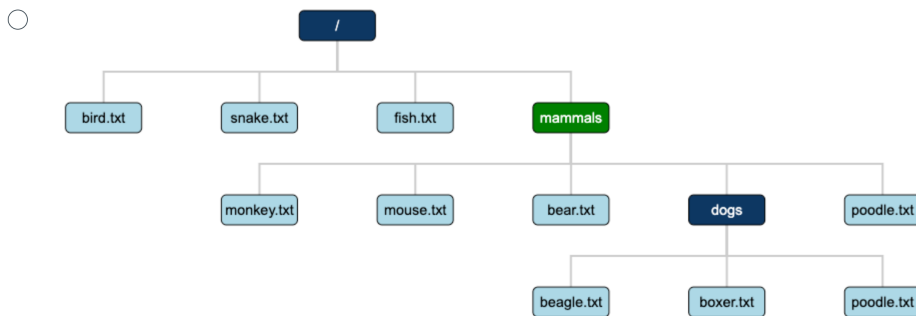 /
bird.txt snake.txt fish.txt mammals
monkey.txt mouse.txt bear.txt dogs poodle.txt
beagle.txt boxer.txt poodle.txt